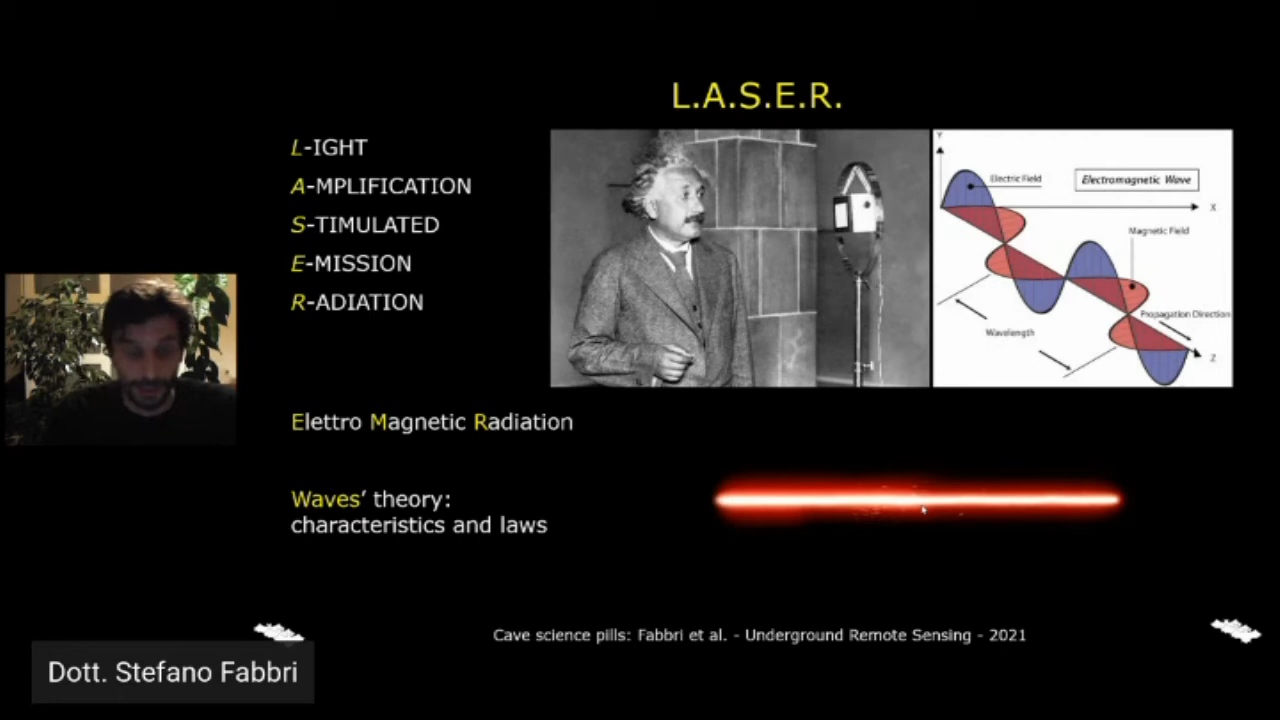 L.A.S.E.R.
L-IGHT
A-MPLIFICATION
S-TIMULATED
E-MISSION
R-ADIATION
Y
Electric Field
Electromagnetic Wave
X
Magnetic Field
Propagation Direction
Wavelength
Z
Elettro Magnetic Radiation
Waves’ theory:
characteristics and laws
Cave science pills: Fabbri et al. - Underground Remote Sensing - 2021
Dott. Stefano Fabbri